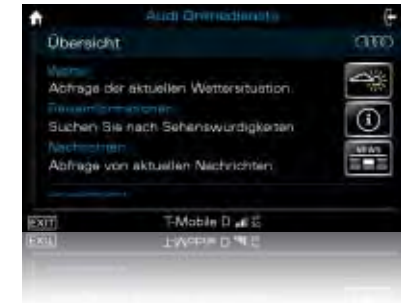 Audi Onlinedienste
Übersicht
Wetter
Abfrage der aktuellen Wettersituation
Reiseinformationen
Suchen Sie nach Sehenswürdigkeiten
Nachrichten
Abfrage von aktuellen Nachrichten
NEWS
EXIT T-Mobile D